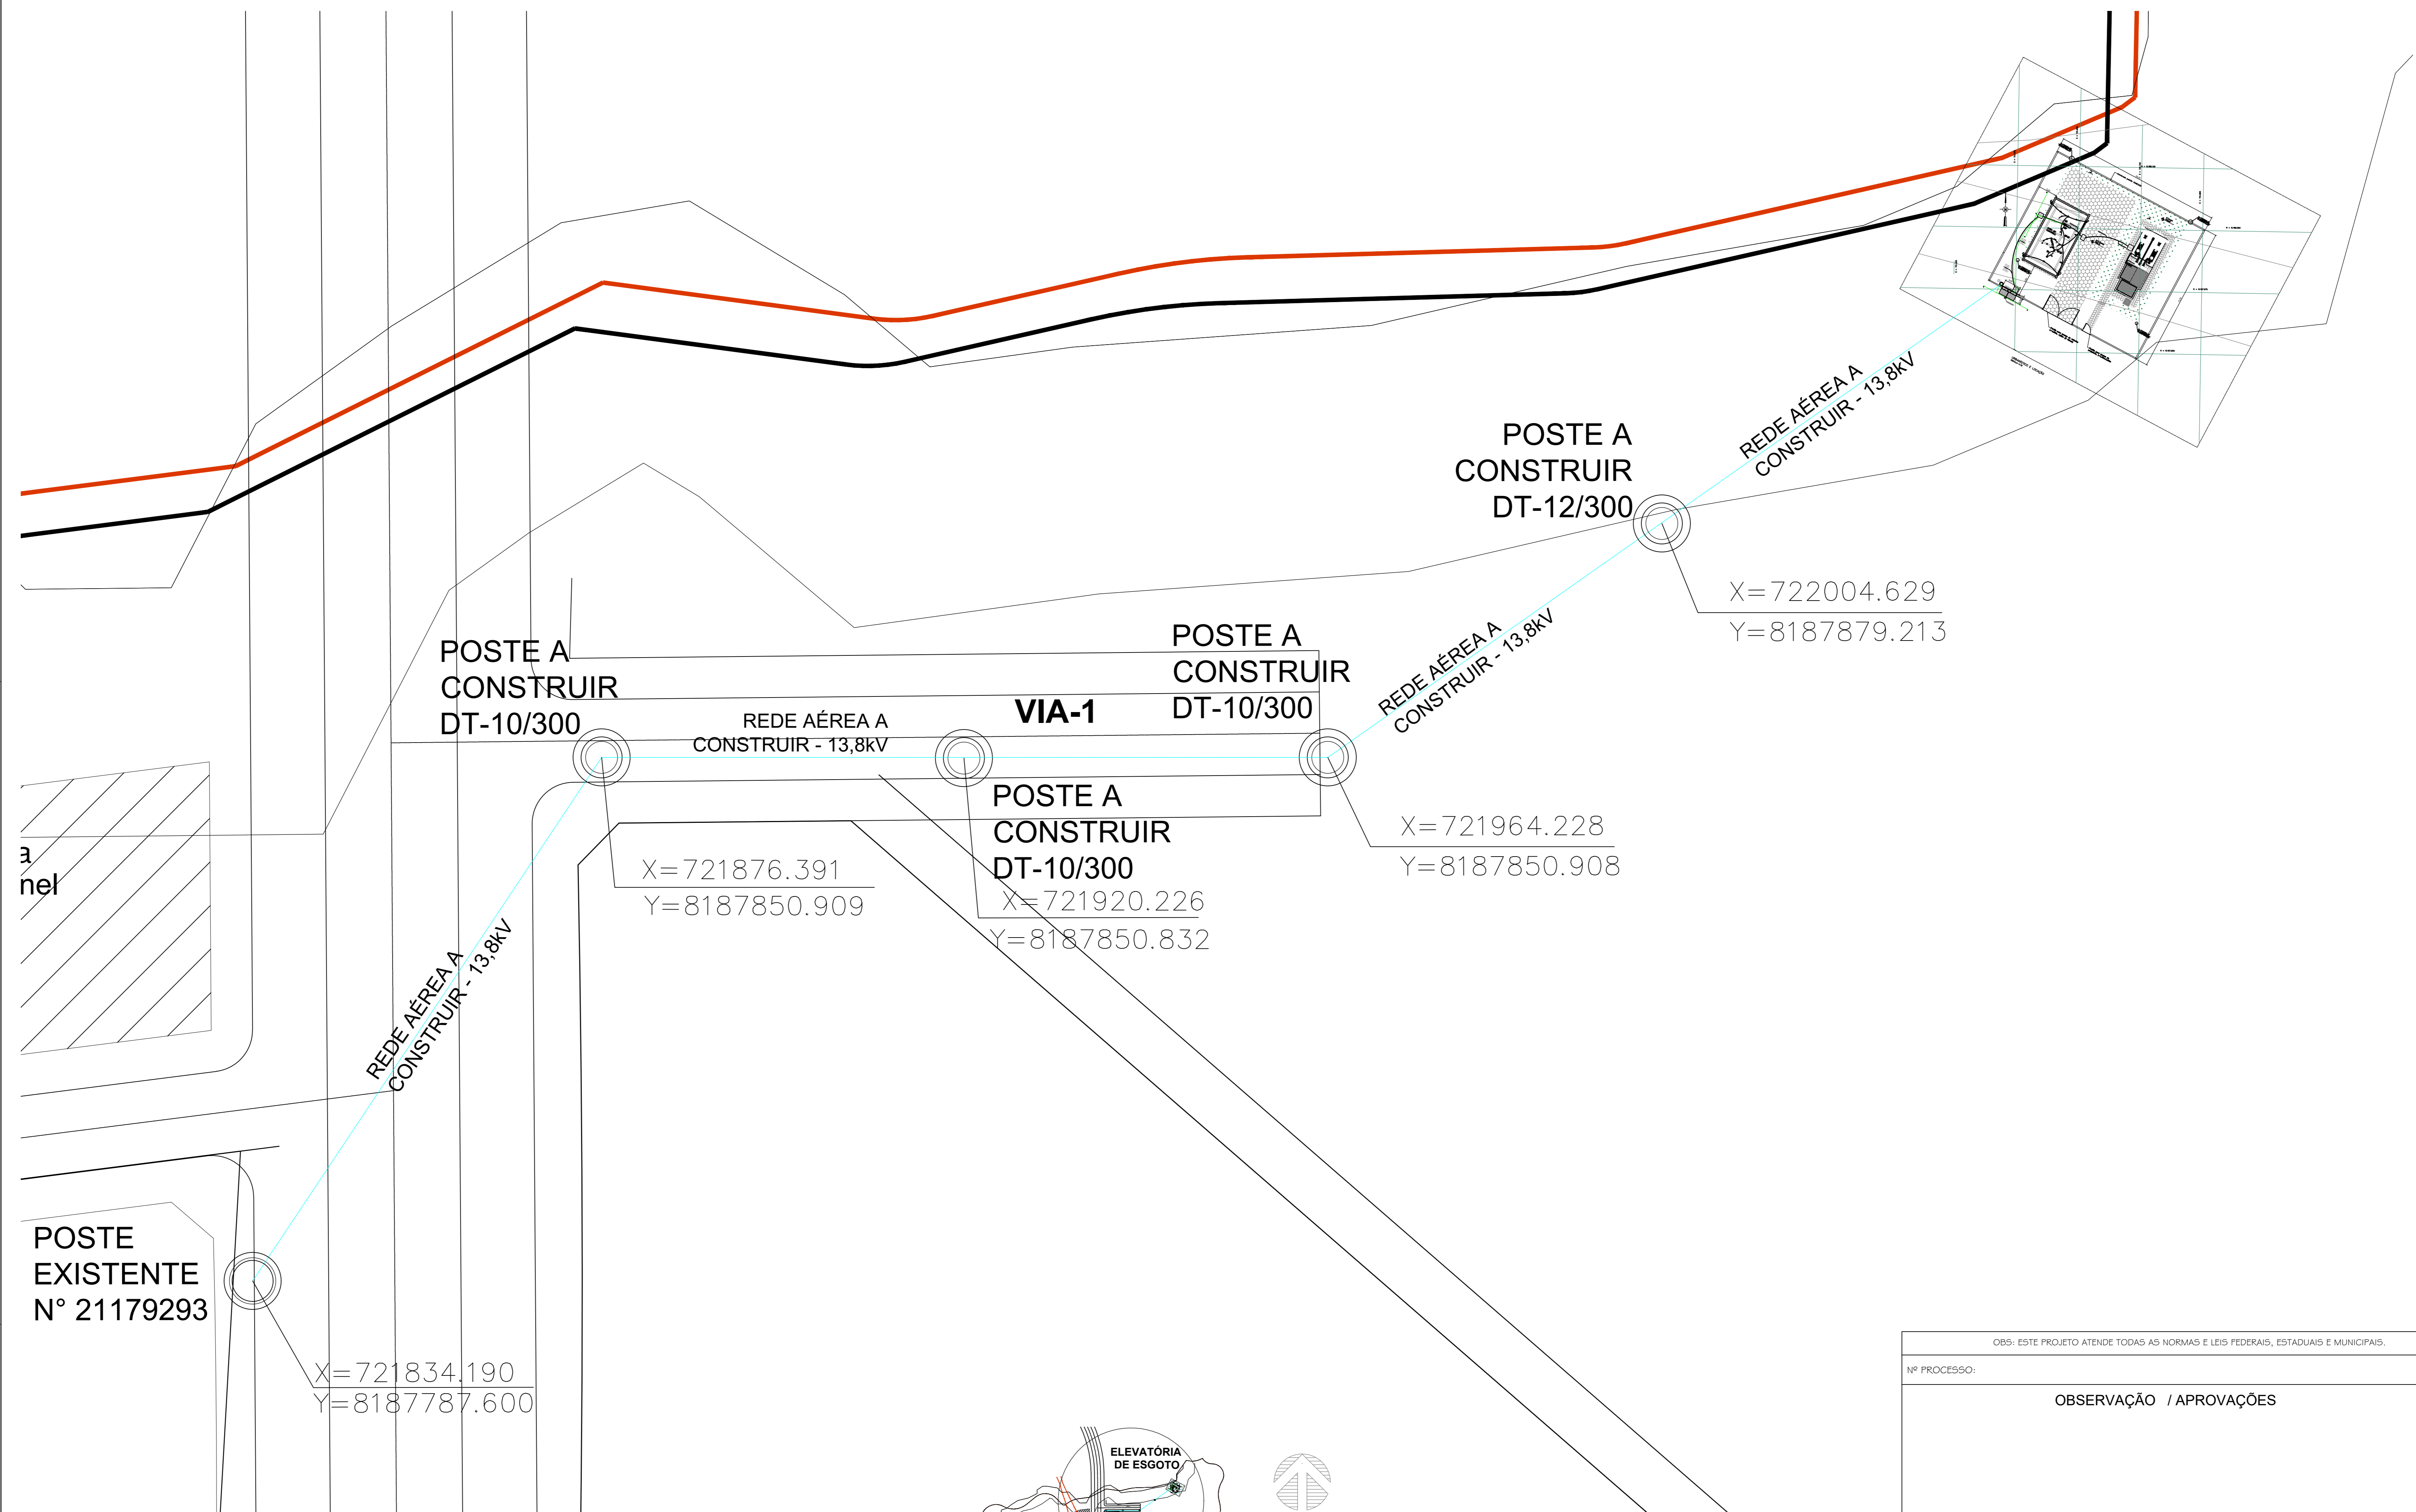 POSTE A
CONSTRUIR
DT-12/300
REDE AÉREA A
CONSTRUIR - 13,8kV
X=722004.629
Y=8187879.213
REDE AÉREA A
CONSTRUIR - 13,8kV
POSTE A
CONSTRUIR
DT-10/300
POSTE A
CONSTRUIR
DT-10/300
VIA-1
REDE AÉREA A
CONSTRUIR - 13,8kV
POSTE A
CONSTRUIR
DT-10/300
X=721964.228
Y=8187850.908
X=721876.391
Y=8187850.909
X=721920.226
Y=8187850.832
a
nel
REDE AÉREA A
CONSTRUIR - 13,8kV
POSTE
EXISTENTE
N° 21179293
X=721834.190
Y=8187787.600
OBS: ESTE PROJETO ATENDE TODAS AS NORMAS E LEIS FEDERAIS, ESTADUAIS E MUNICIPAIS.
Nº PROCESSO:
OBSERVAÇÃO / APROVAÇÕES
ELEVATÓRIA
DE ESGOTO